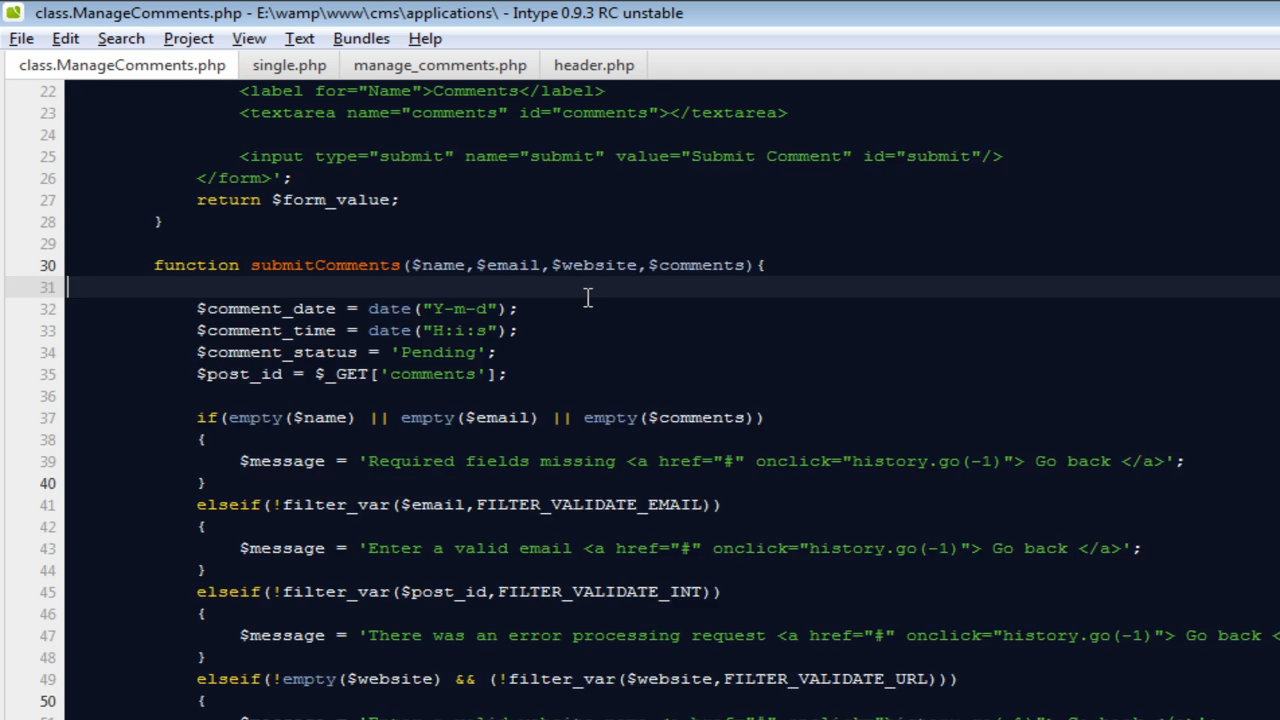 class.ManageComments.php - E:\wamp\www\cms\applications\ - Intype 0.9.3 RC unstable
File Edit Search Project View Text Bundles Help
class.ManageComments.php single.php manage_comments.php header.php
22 <label for="Name">Comments</label>
23 <textarea name="comments" id="comments"></textarea>
24
25 <input type="submit" name="submit" value="Submit Comment" id="submit"/>
26 </form>';
27 return $form_value;
28 }
29
30 function submitComments($name,$email,$website,$comments){
31
32 $comment_date = date("Y-m-d");
33 $comment_time = date("H:i:s");
34 $comment_status = 'Pending';
35 $post_id = $_GET['comments'];
36
37 if(empty($name) || empty($email) || empty($comments))
38 {
39 $message = 'Required fields missing <a href="#" onclick="history.go(-1)"> Go back </a>';
40 }
41 elseif(!filter_var($email,FILTER_VALIDATE_EMAIL))
42 {
43 $message = 'Enter a valid email <a href="#" onclick="history.go(-1)"> Go back </a>';
44 }
45 elseif(!filter_var($post_id,FILTER_VALIDATE_INT))
46 {
47 $message = 'There was an error processing request <a href="#" onclick="history.go(-1)"> Go back <
48 }
49 elseif(!empty($website) && (!filter_var($website,FILTER_VALIDATE_URL)))
50 {